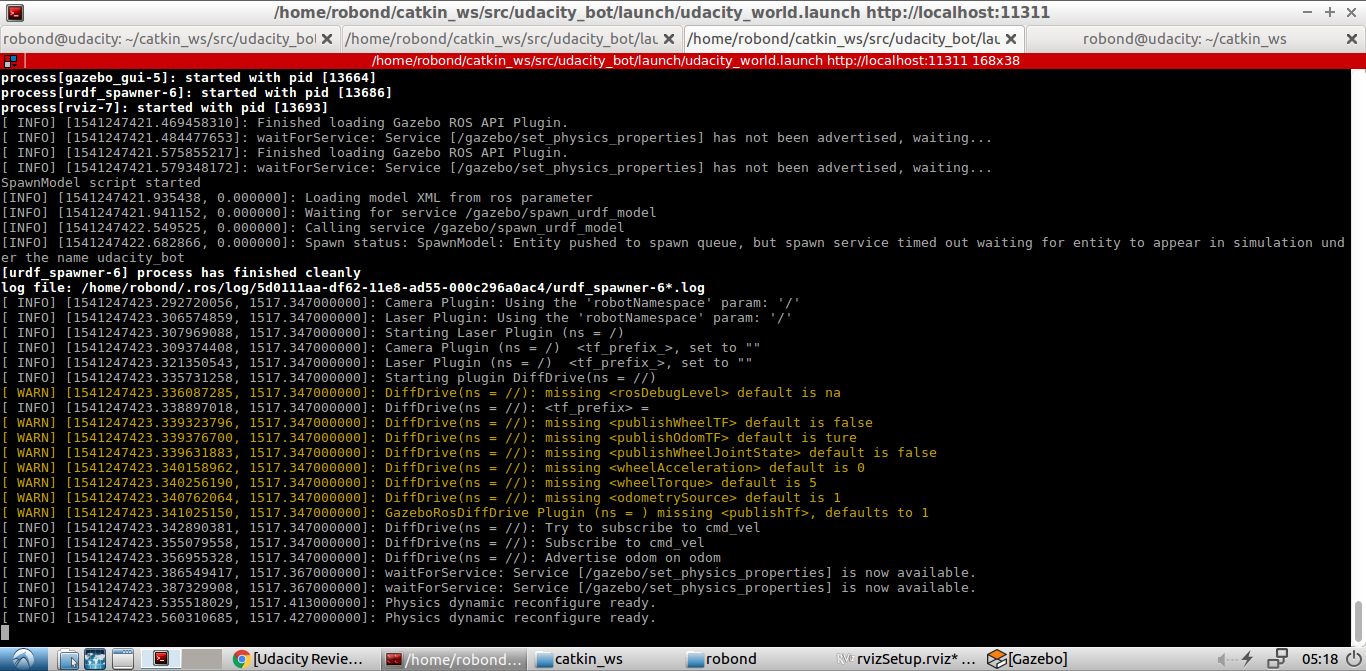 /home/robond/catkin_ws/src/udacity_bot/launch/udacity_world.launch http://localhost:11311
robond@udacity: ~/catkin_ws/src/udacity_bot
/home/robond/catkin_ws/src/udacity_bot/lau
/home/robond/catkin_ws/src/udacity_bot/lau
robond@udacity: ~/catkin_ws
/home/robond/catkin_ws/src/udacity_bot/launch/udacity_world.launch http://localhost:11311 168x38
process[gazebo_gui-5]: started with pid [13664]
process[urdf_spawner-6]: started with pid [13686]
process[rviz-7]: started with pid [13693]
[ INFO] [1541247421.469458310]: Finished loading Gazebo ROS API Plugin.
[ INFO] [1541247421.484477653]: waitForService: Service [/gazebo/set_physics_properties] has not been advertised, waiting...
[ INFO] [1541247421.575855217]: Finished loading Gazebo ROS API Plugin.
[ INFO] [1541247421.579348172]: waitForService: Service [/gazebo/set_physics_properties] has not been advertised, waiting...
SpawnModel script started
[INFO] [1541247421.935438, 0.000000]: Loading model XML from ros parameter
[INFO] [1541247421.941152, 0.000000]: Waiting for service /gazebo/spawn_urdf_model
[INFO] [1541247422.549525, 0.000000]: Calling service /gazebo/spawn_urdf_model
[INFO] [1541247422.682866, 0.000000]: Spawn status: SpawnModel: Entity pushed to spawn queue, but spawn service timed out waiting for entity to appear in simulation und
er the name udacity_bot
[urdf_spawner-6] process has finished cleanly
log file: /home/robond/.ros/log/5d0111aa-df62-11e8-ad55-000c296a0ac4/urdf_spawner-6*.log
[ INFO] [1541247423.292720056, 1517.347000000]: Camera Plugin: Using the 'robotNamespace' param: '/'
[ INFO] [1541247423.306574859, 1517.347000000]: Laser Plugin: Using the 'robotNamespace' param: '/'
[ INFO] [1541247423.307969088, 1517.347000000]: Starting Laser Plugin (ns = /)
[ INFO] [1541247423.309374408, 1517.347000000]: Camera Plugin (ns = /)  <tf_prefix_>, set to ""
[ INFO] [1541247423.321350543, 1517.347000000]: Laser Plugin (ns = /)  <tf_prefix_>, set to ""
[ INFO] [1541247423.335731258, 1517.347000000]: Starting plugin DiffDrive(ns = //)
[ WARN] [1541247423.336087285, 1517.347000000]: DiffDrive(ns = //): missing <rosDebugLevel> default is na
[ INFO] [1541247423.338897018, 1517.347000000]: DiffDrive(ns = //): <tf_prefix> =
[ WARN] [1541247423.339323796, 1517.347000000]: DiffDrive(ns = //): missing <publishWheelTF> default is false
[ WARN] [1541247423.339376700, 1517.347000000]: DiffDrive(ns = //): missing <publishOdomTF> default is ture
[ WARN] [1541247423.339631883, 1517.347000000]: DiffDrive(ns = //): missing <publishWheelJointState> default is false
[ WARN] [1541247423.340158962, 1517.347000000]: DiffDrive(ns = //): missing <wheelAcceleration> default is 0
[ WARN] [1541247423.340256190, 1517.347000000]: DiffDrive(ns = //): missing <wheelTorque> default is 5
[ WARN] [1541247423.340762064, 1517.347000000]: DiffDrive(ns = //): missing <odometrySource> default is 1
[ WARN] [1541247423.341025150, 1517.347000000]: GazeboRosDiffDrive Plugin (ns = ) missing <publishTf>, defaults to 1
[ INFO] [1541247423.342890381, 1517.347000000]: DiffDrive(ns = //): Try to subscribe to cmd_vel
[ INFO] [1541247423.355079558, 1517.347000000]: DiffDrive(ns = //): Subscribe to cmd_vel
[ INFO] [1541247423.356955328, 1517.347000000]: DiffDrive(ns = //): Advertise odom on odom
[ INFO] [1541247423.386549417, 1517.367000000]: waitForService: Service [/gazebo/set_physics_properties] is now available.
[ INFO] [1541247423.387329908, 1517.367000000]: waitForService: Service [/gazebo/set_physics_properties] is now available.
[ INFO] [1541247423.535518029, 1517.413000000]: Physics dynamic reconfigure ready.
[ INFO] [1541247423.560310685, 1517.427000000]: Physics dynamic reconfigure ready.
[Udacity Revie...
/home/robond...
catkin_ws
robond
rvizSetup.rviz* ...
[Gazebo]
05:18